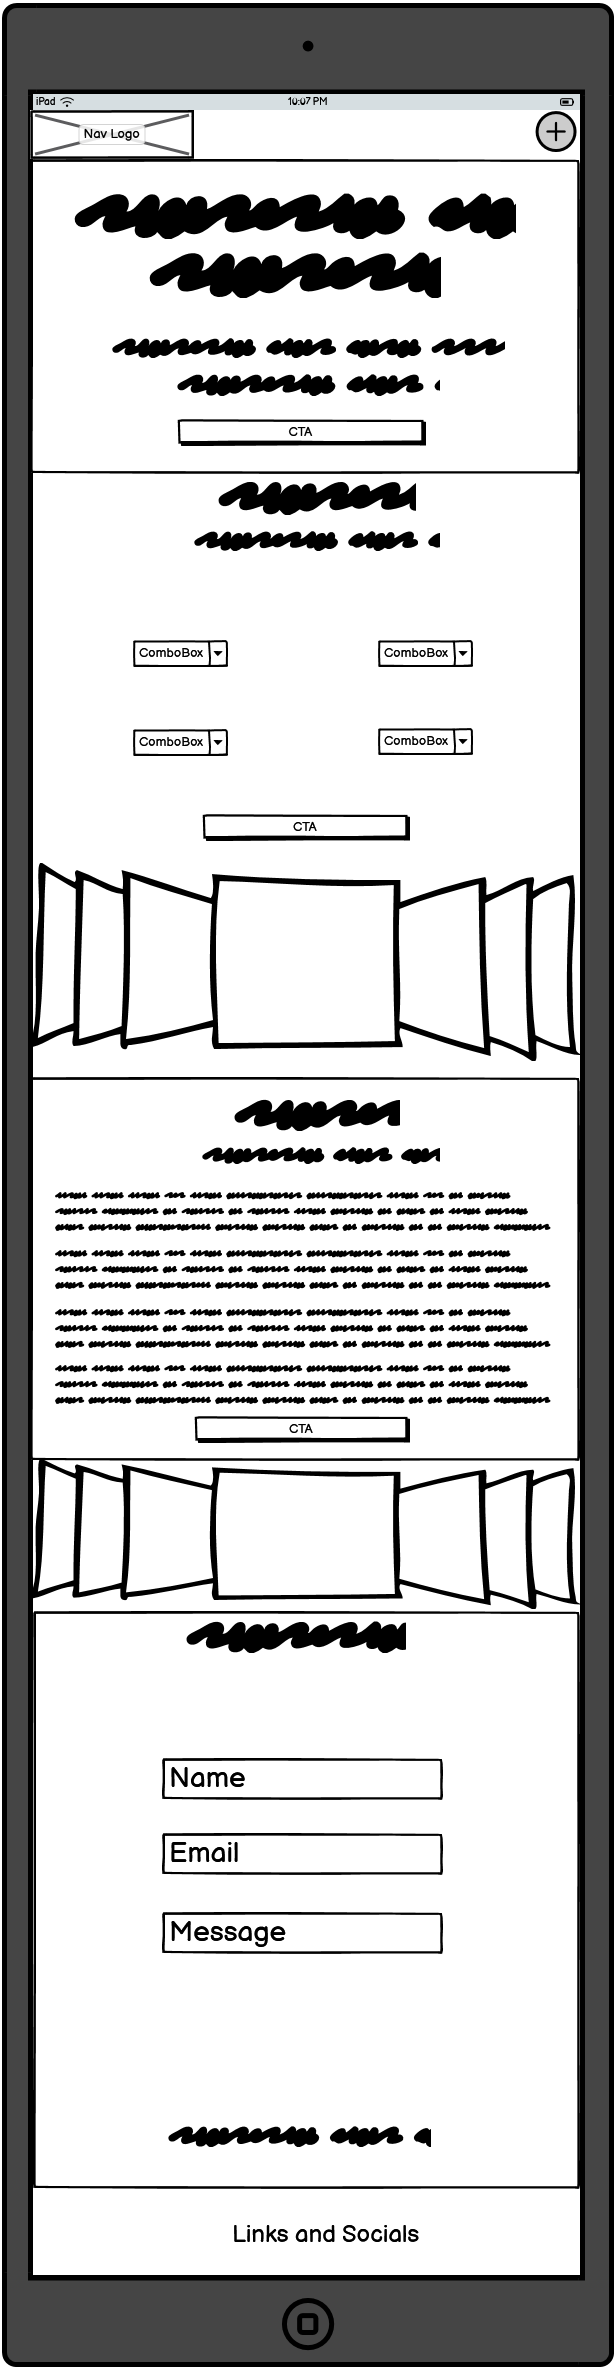 iPad 10:07 PM
Nav Logo
CTA
ComboBox ComboBox
ComboBox ComboBox
CTA
CTA
Name
Email
Message
Links and Socials